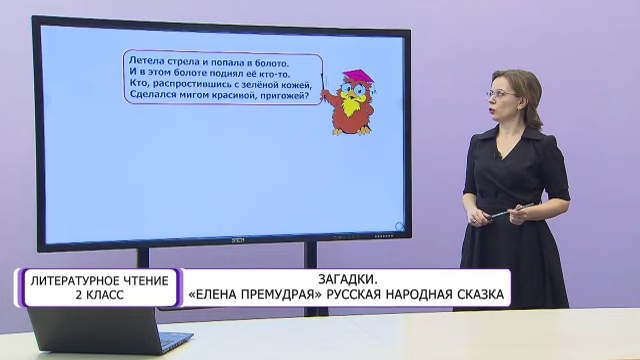 Летела стрела и попала в болото.
И в этом болоте поднял её кто-то.
Кто, распростившись с зелёной кожей,
Сделался мигом красивой, пригожей?
ЛИТЕРАТУРНОЕ ЧТЕНИЕ
2 КЛАСС
ЗАГАДКИ.
«ЕЛЕНА ПРЕМУДРАЯ» РУССКАЯ НАРОДНАЯ СКАЗКА